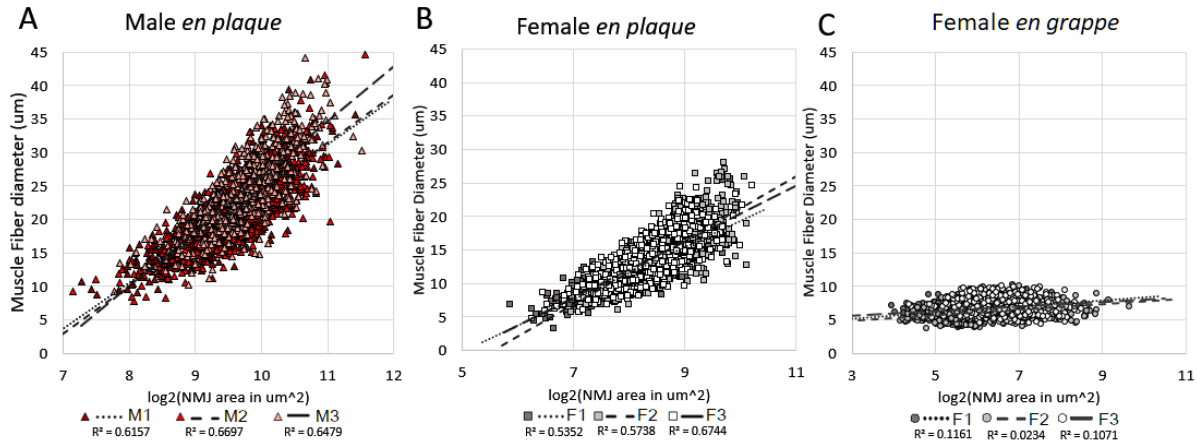 A Male en plaque
Muscle Fiber diameter (um)
45
40
35
30
25
20
15
10
5
0
7 8 9 10 11 12
log2(NMJ area in um^2)
M1 M2 M3
R² = 0.6157 R² = 0.6697 R² = 0.6479
B Female en plaque
Muscle Fiber Diameter (um)
45
40
35
30
25
20
15
10
5
0
5 7 9 11
log2(NMJ area in um^2)
F1 F2 F3
R² = 0.5352 R² = 0.5738 R² = 0.6744
C Female en grappe
Muscle Fiber Diameter (um)
45
40
35
30
25
20
15
10
5
0
3 5 7 9 11
log2(NMJ area in um^2)
F1 F2 F3
R² = 0.1161 R² = 0.0234 R² = 0.1071